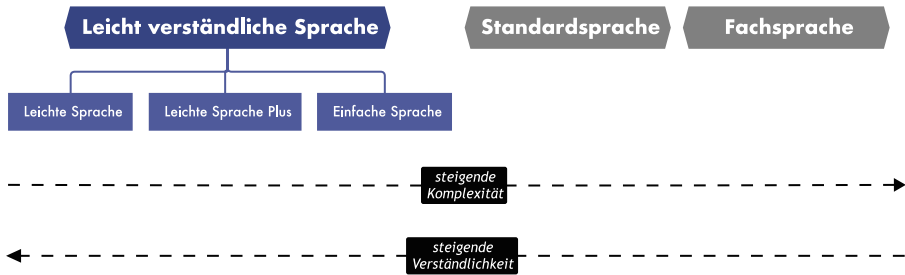 Leicht verständliche Sprache
Standardsprache
Fachsprache
Leichte Sprache
Leichte Sprache Plus
Einfache Sprache
steigende
Komplexität
steigende
Verständlichkeit